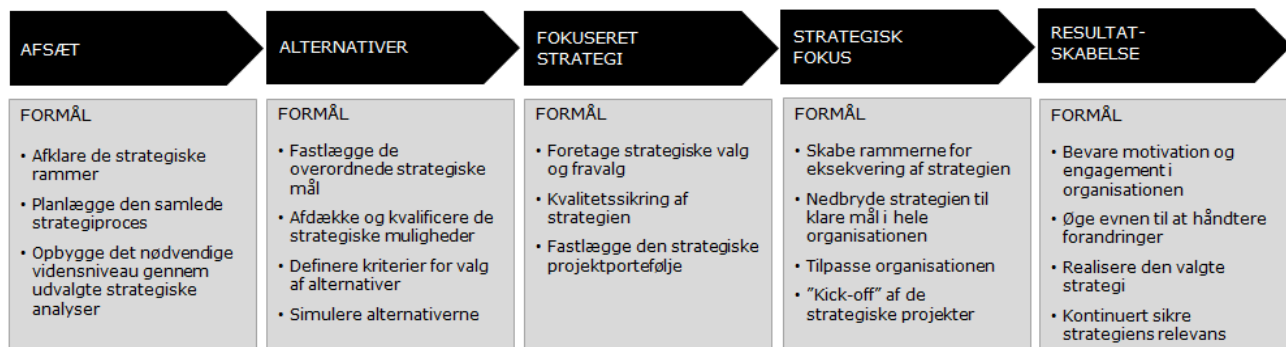 AFSÆT
FORMÅL
• Afklare de strategiske
rammer
• Planlægge den samlede
strategiproces
• Opbygge det nødvendige
vidensniveau gennem
udvalgte strategiske
analyser
ALTERNATIVER
FORMÅL
• Fastlægge de
overordnede strategiske
mål
• Afdække og kvalificere de
strategiske muligheder
• Definere kriterier for valg
af alternativer
• Simulere alternativerne
FOKUSERET
STRATEGI
FORMÅL
• Foretage strategiske valg
og fravalg
• Kvalitetssikring af
strategien
• Fastlægge den strategiske
projektportefølje
STRATEGISK
FOKUS
FORMÅL
• Skabe rammerne for
eksekvering af strategien
• Nedbryde strategien til
klare mål i hele
organisationen
• Tilpasse organisationen
• ”Kick-off” af de
strategiske projekter
RESULTAT-
SKABELSE
FORMÅL
• Bevare motivation og
engagement i
organisationen
• Øge evnen til at håndtere
forandringer
• Realisere den valgte
strategi
• Kontinuert sikre
strategiens relevans